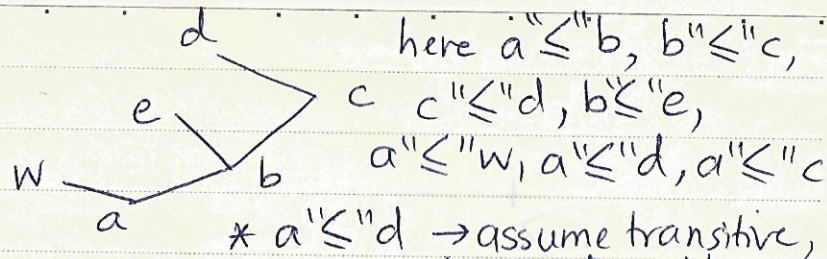 d
here a"≤"b, b"≤"c,
e
c
c"≤"d, b"≤"e,
w
b
a"≤"w, a"≤"d, a"≤"c
a
* a"≤"d → assume transitive,